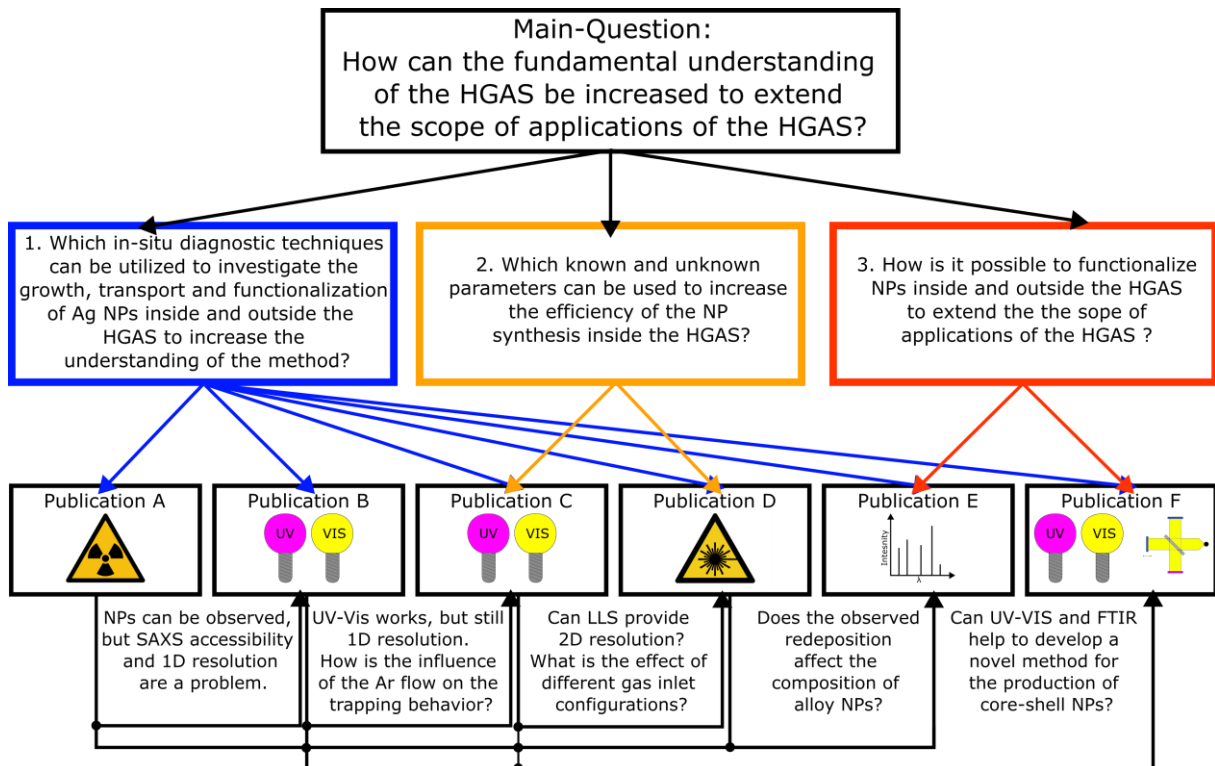 Main-Question:
How can the fundamental understanding
of the HGAS be increased to extend
the scope of applications of the HGAS?
1. Which in-situ diagnostic techniques
can be utilized to investigate the
growth, transport and functionalization
of Ag NPs inside and outside the
HGAS to increase the
understanding of the method?
2. Which known and unknown
parameters can be used to increase
the efficiency of the NP
synthesis inside the HGAS?
3. How is it possible to functionalize
NPs inside and outside the HGAS
to extend the the scope of
applications of the HGAS ?
Publication A
Publication B
UV
VIS
Publication C
UV
VIS
Publication D
Publication E
Intesnity
λ
Publication F
UV
VIS
NPs can be observed,
but SAXS accessibility
and 1D resolution
are a problem.
UV-Vis works, but still
1D resolution.
How is the influence
of the Ar flow on the
trapping behavior?
Can LLS provide
2D resolution?
What is the effect of
different gas inlet
configurations?
Does the observed
redeposition
affect the
composition of
alloy NPs?
Can UV-VIS and FTIR
help to develop a
novel method for
the production of
core-shell NPs?